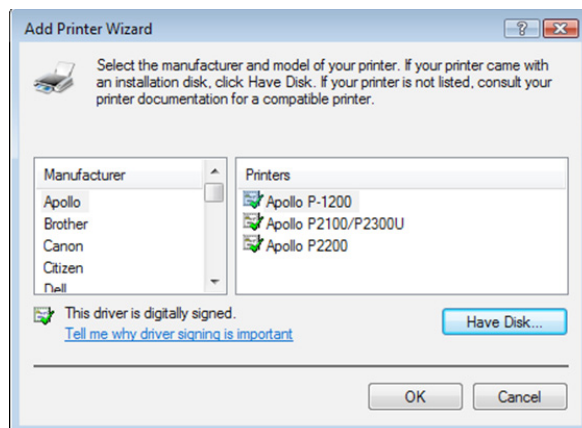 Add Printer Wizard
Select the manufacturer and model of your printer. If your printer came with
an installation disk, click Have Disk. If your printer is not listed, consult your
printer documentation for a compatible printer.
Manufacturer
Apollo
Brother
Canon
Citizen
Dell
Printers
Apollo P-1200
Apollo P2100/P2300U
Apollo P2200
This driver is digitally signed.
Tell me why driver signing is important
Have Disk...
OK
Cancel